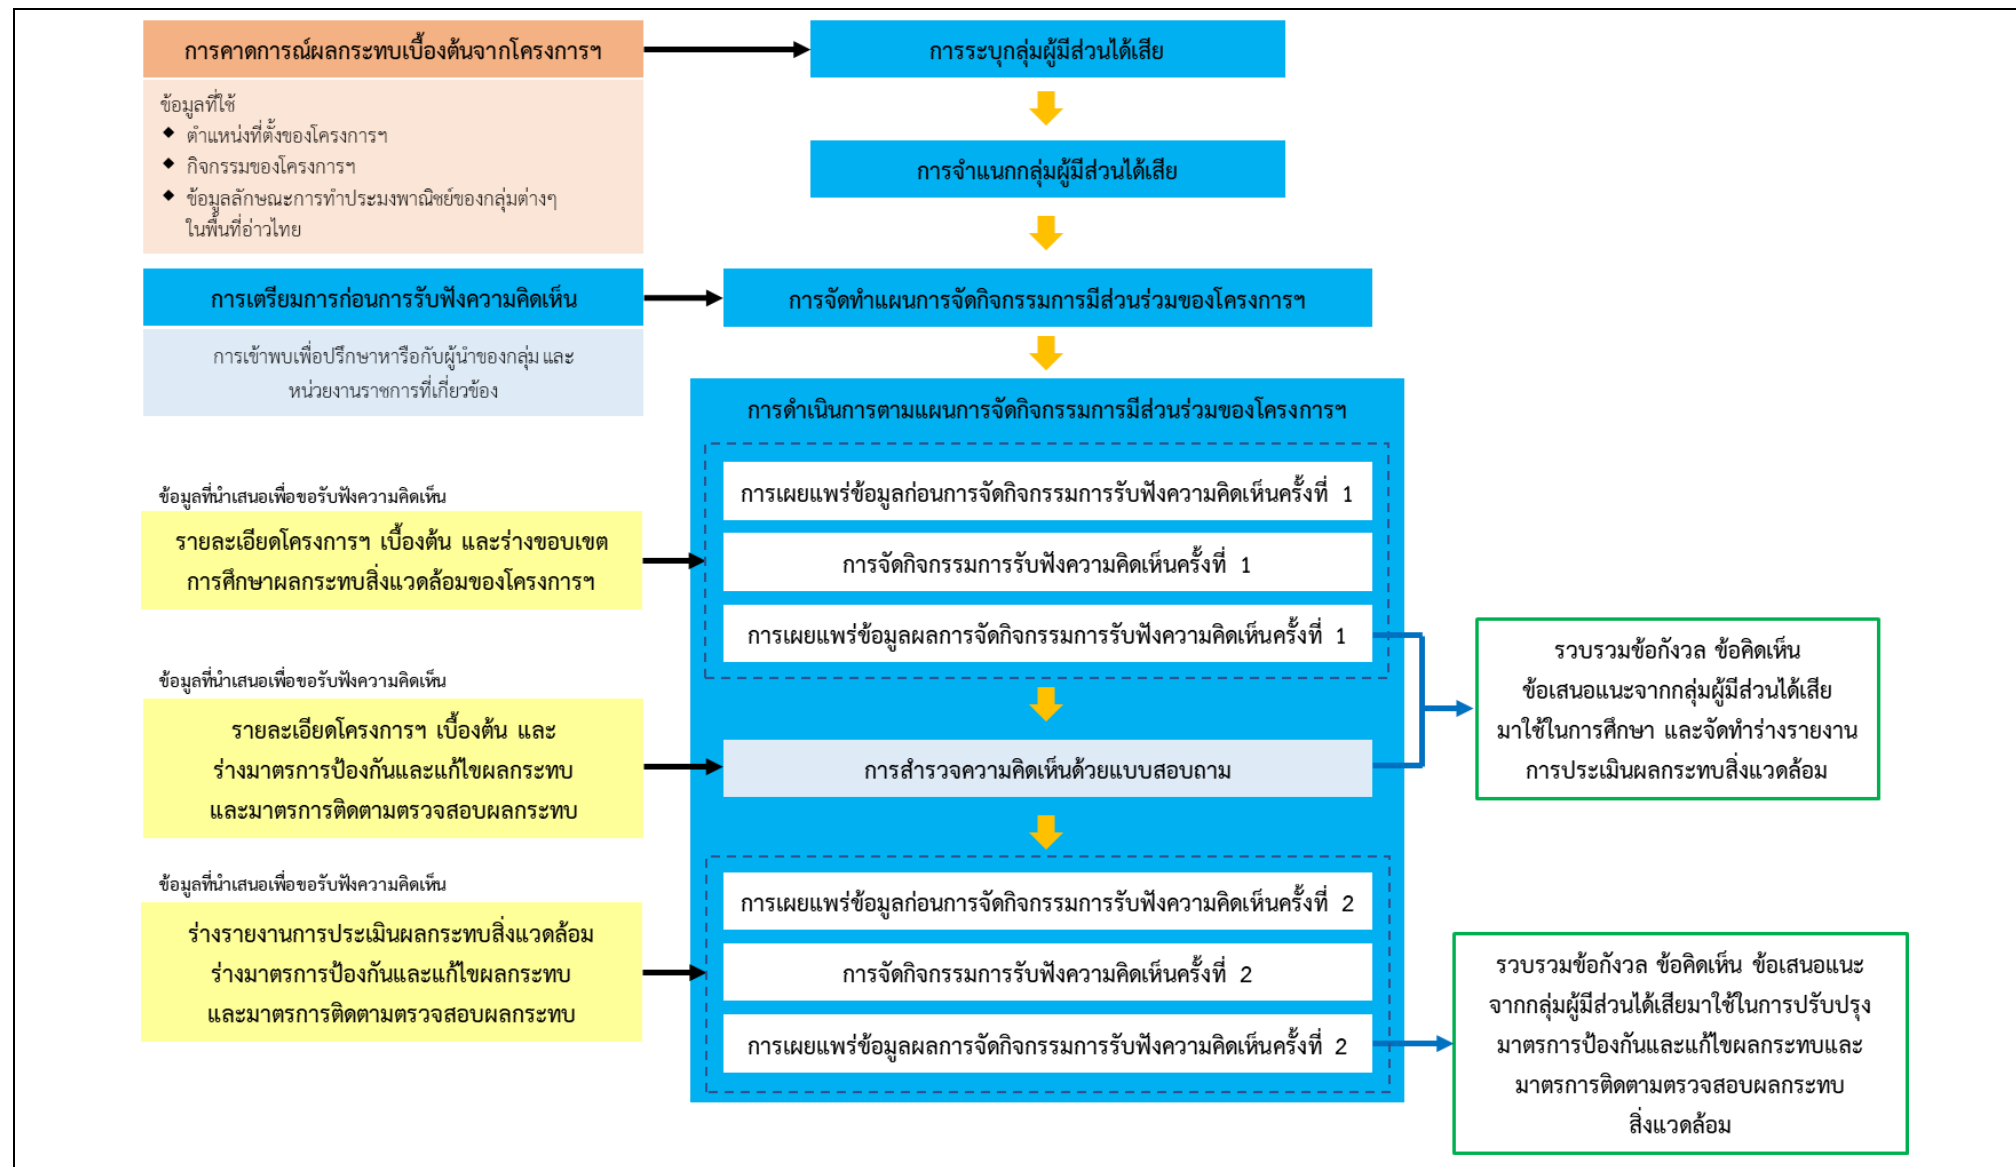 การคาดการณ์ผลกระทบเบื้องต้นจากโครงการฯ
ข้อมูลที่ใช้
◆ ตำแหน่งที่ตั้งของโครงการฯ
◆ กิจกรรมของโครงการฯ
◆ ข้อมูลลักษณะการทำประมงพาณิชย์ของกลุ่มต่างๆ
ในพื้นที่อ่าวไทย
การระบุกลุ่มผู้มีส่วนได้เสีย
การจำแนกกลุ่มผู้มีส่วนได้เสีย
การเตรียมการก่อนการรับฟังความคิดเห็น
การเข้าพบเพื่อปรึกษาหารือกับผู้นำของกลุ่ม และ
หน่วยงานราชการที่เกี่ยวข้อง
การจัดทำแผนการจัดกิจกรรมการมีส่วนร่วมของโครงการฯ
การดำเนินการตามแผนการจัดกิจกรรมการมีส่วนร่วมของโครงการฯ
การเผยแพร่ข้อมูลก่อนการจัดกิจกรรมการรับฟังความคิดเห็นครั้งที่ 1
ข้อมูลที่นำเสนอเพื่อขอรับฟังความคิดเห็น
รายละเอียดโครงการฯ เบื้องต้น และร่างขอบเขต
การศึกษาผลกระทบสิ่งแวดล้อมของโครงการฯ
การจัดกิจกรรมการรับฟังความคิดเห็นครั้งที่ 1
การเผยแพร่ข้อมูลผลการจัดกิจกรรมการรับฟังความคิดเห็นครั้งที่ 1
รวบรวมข้อกังวล ข้อคิดเห็น
ข้อเสนอแนะจากกลุ่มผู้มีส่วนได้เสีย
มาใช้ในการศึกษา และจัดทำร่างรายงาน
การประเมินผลกระทบสิ่งแวดล้อม
ข้อมูลที่นำเสนอเพื่อขอรับฟังความคิดเห็น
รายละเอียดโครงการฯ เบื้องต้น และ
ร่างมาตรการป้องกันและแก้ไขผลกระทบ
และมาตรการติดตามตรวจสอบผลกระทบ
การสำรวจความคิดเห็นด้วยแบบสอบถาม
ข้อมูลที่นำเสนอเพื่อขอรับฟังความคิดเห็น
ร่างรายงานการประเมินผลกระทบสิ่งแวดล้อม
ร่างมาตรการป้องกันและแก้ไขผลกระทบ
และมาตรการติดตามตรวจสอบผลกระทบ
การเผยแพร่ข้อมูลก่อนการจัดกิจกรรมการรับฟังความคิดเห็นครั้งที่ 2
การจัดกิจกรรมการรับฟังความคิดเห็นครั้งที่ 2
การเผยแพร่ข้อมูลผลการจัดกิจกรรมการรับฟังความคิดเห็นครั้งที่ 2
รวบรวมข้อกังวล ข้อคิดเห็น ข้อเสนอแนะ
จากกลุ่มผู้มีส่วนได้เสียมาใช้ในการปรับปรุง
มาตรการป้องกันและแก้ไขผลกระทบและ
มาตรการติดตามตรวจสอบผลกระทบ
สิ่งแวดล้อม